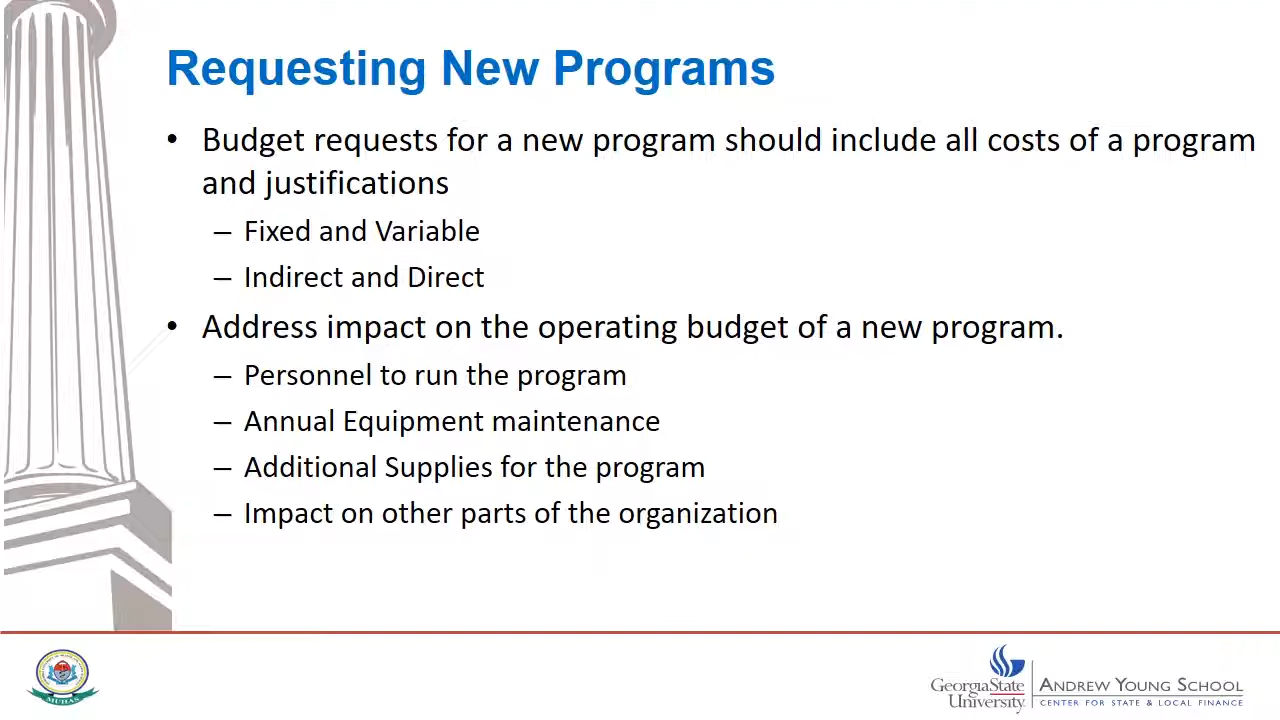 Requesting New Programs
• Budget requests for a new program should include all costs of a program
and justifications
– Fixed and Variable
– Indirect and Direct
• Address impact on the operating budget of a new program.
– Personnel to run the program
– Annual Equipment maintenance
– Additional Supplies for the program
– Impact on other parts of the organization
MUHAS
GeorgiaState
University
ANDREW YOUNG SCHOOL
CENTER FOR STATE & LOCAL FINANCE